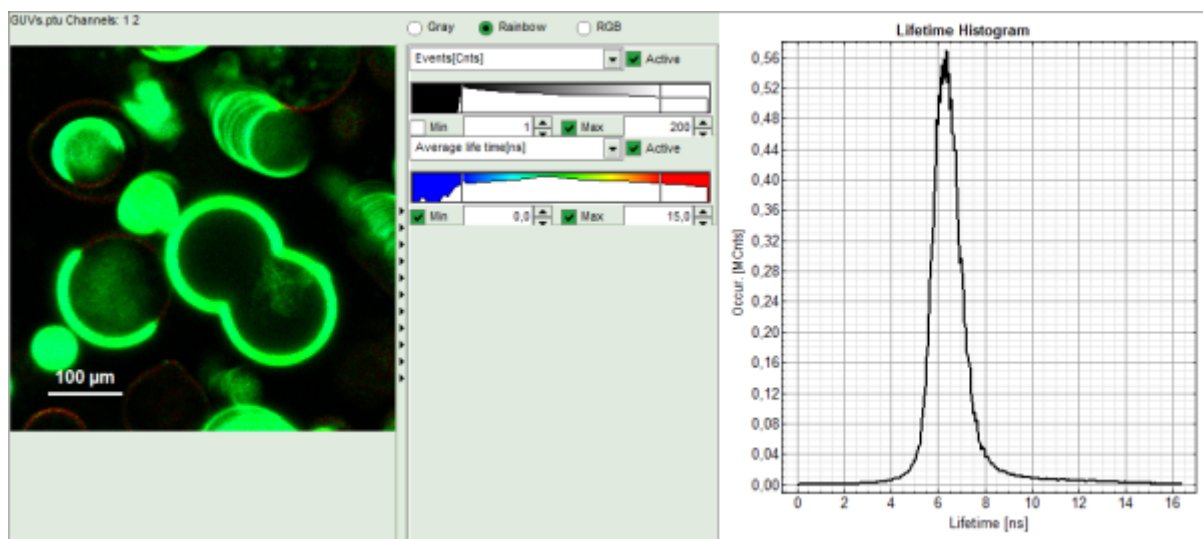 GUVs.ptu Channels: 1 2
100 µm
Gray Rainbow RGB
Events[Cnts] Active
Min 1 Max 200
Average life time[ns] Active
Min 0,0 Max 15,0
Lifetime Histogram
0,56
0,52
0,48
0,44
0,40
0,36
0,32
0,28
0,24
0,20
0,16
0,12
0,08
0,04
0,00
Occur. [MCnts]
0 2 4 6 8 10 12 14 16
Lifetime [ns]